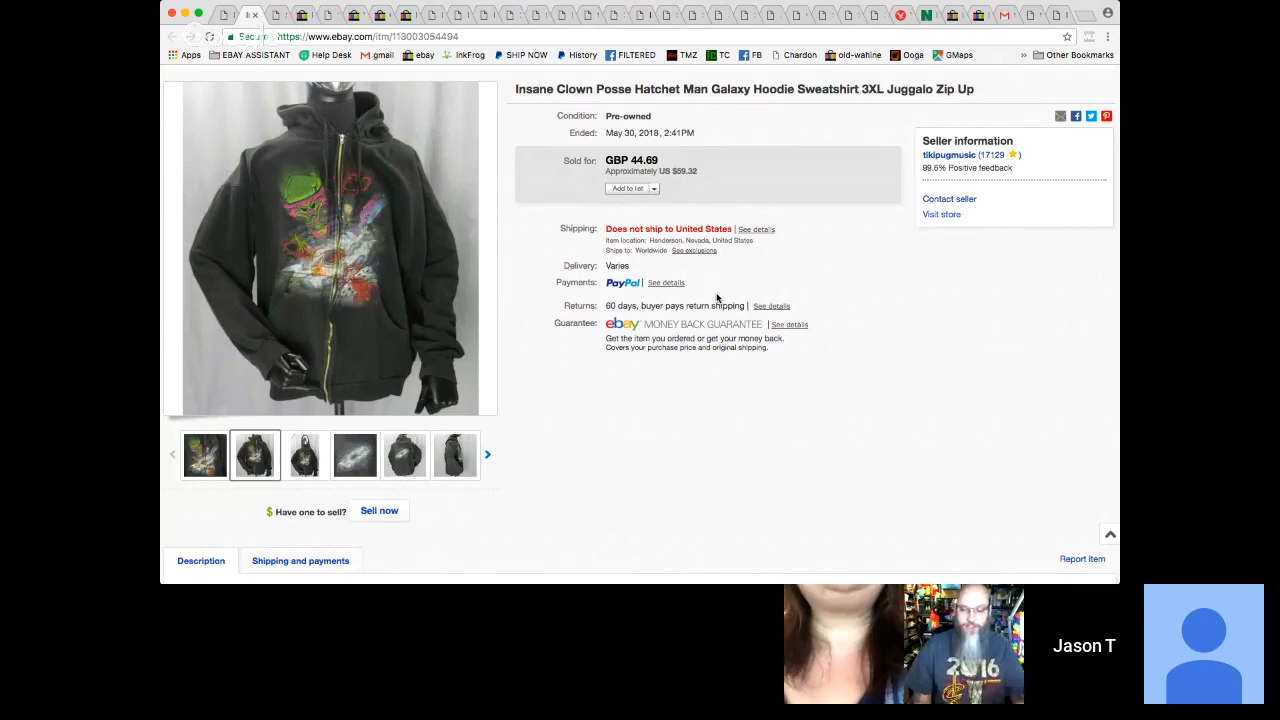 Secure https://www.ebay.com/itm/113003054494
Apps EBAY ASSISTANT Help Desk gmail ebay InkFrog SHIP NOW History FILTERED TMZ TC FB Chardon old-wahine Ooga GMaps » Other Bookmarks
Insane Clown Posse Hatchet Man Galaxy Hoodie Sweatshirt 3XL Juggalo Zip Up
Condition: Pre-owned
Ended: May 30, 2018 , 2:41PM
Sold for: GBP 44.69
Approximately US $59.32
Add to list
Shipping: Does not ship to United States | See details
Item location: Henderson, Nevada, United States
Ships to: Worldwide See exclusions
Delivery: Varies
Payments: PayPal | See details
Returns: 60 days, buyer pays return shipping | See details
Guarantee: ebay MONEY BACK GUARANTEE | See details
Get the item you ordered or get your money back.
Covers your purchase price and original shipping.
Seller information
tikipugmusic (17129 )
99.6% Positive feedback
Contact seller
Visit store
$ Have one to sell? Sell now
Description Shipping and payments
Report item
2016
Jason T